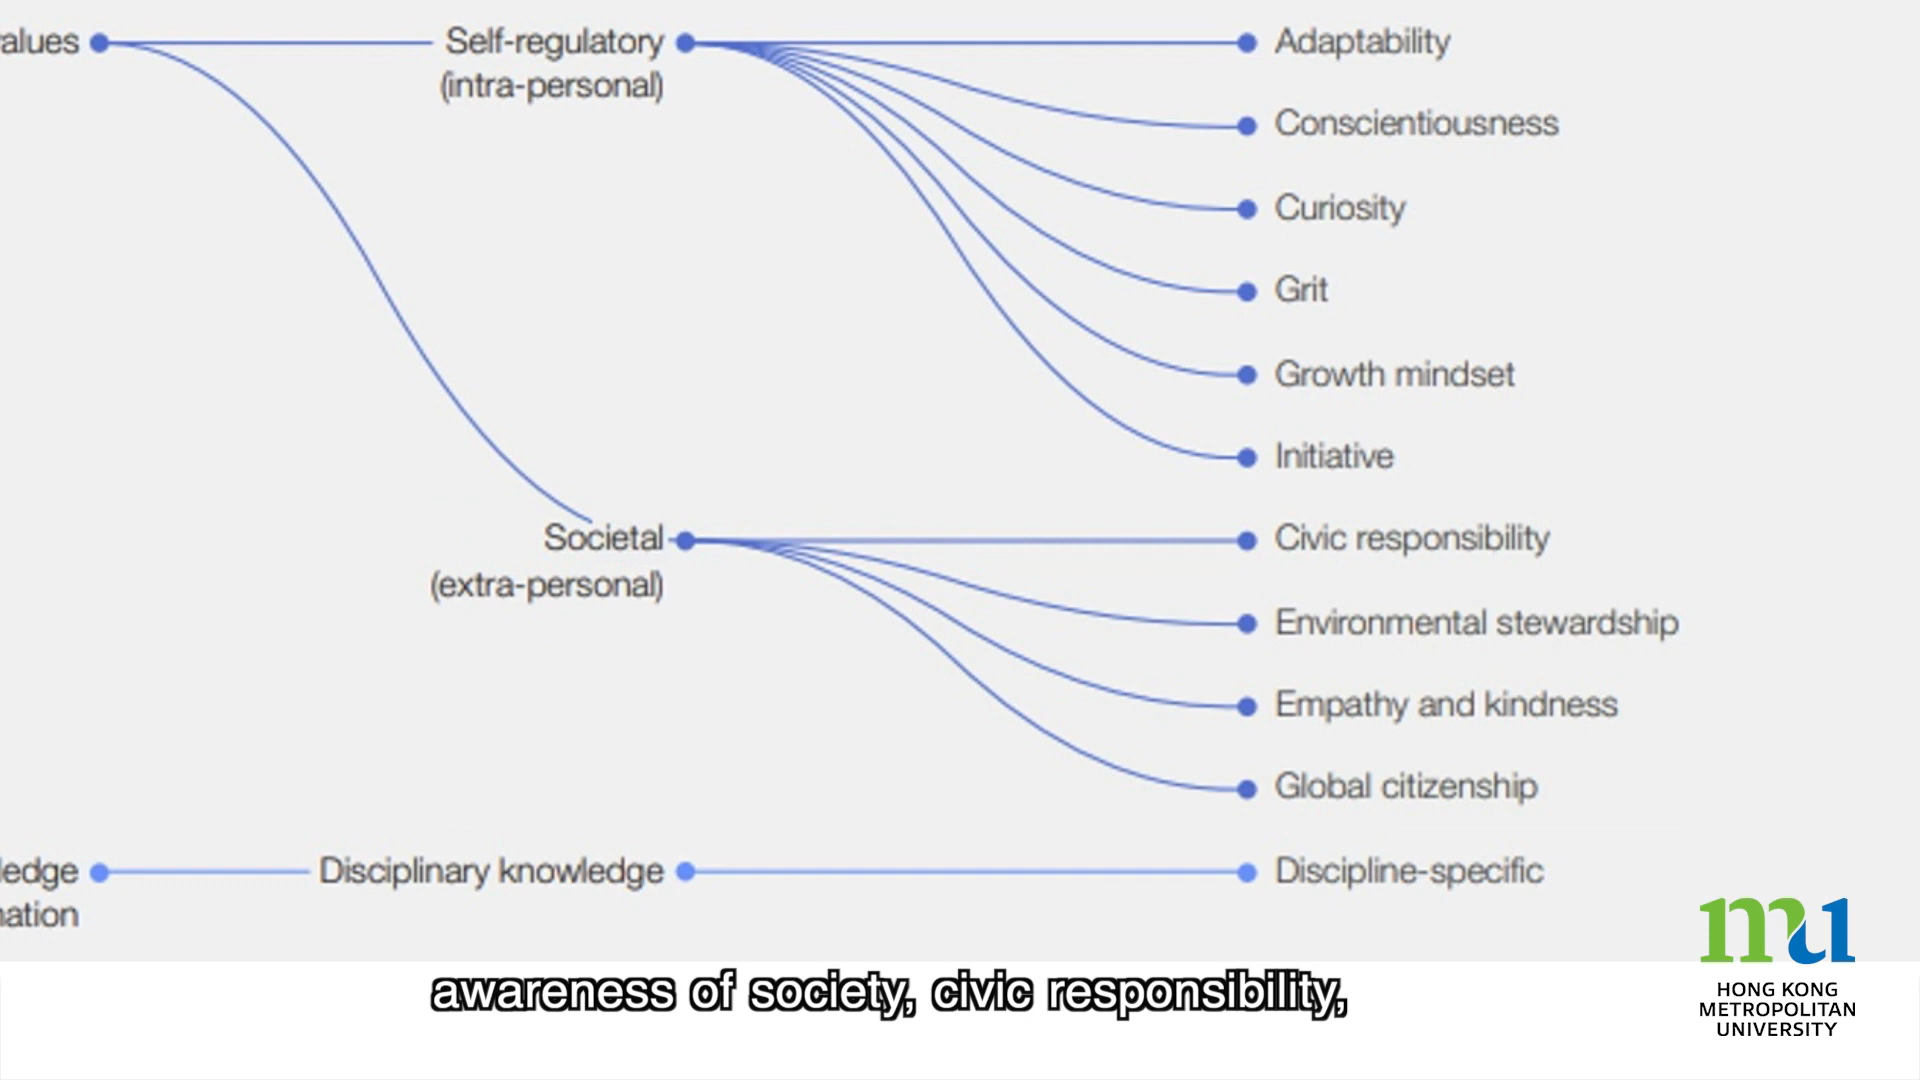 alues
Self-regulatory
(intra-personal)
Adaptability
Conscientiousness
Curiosity
Grit
Growth mindset
Initiative
Societal
(extra-personal)
Civic responsibility
Environmental stewardship
Empathy and kindness
Global citizenship
ledge
nation
Disciplinary knowledge
Discipline-specific
awareness of society, civic responsibility,
mu
HONG KONG
METROPOLITAN
UNIVERSITY